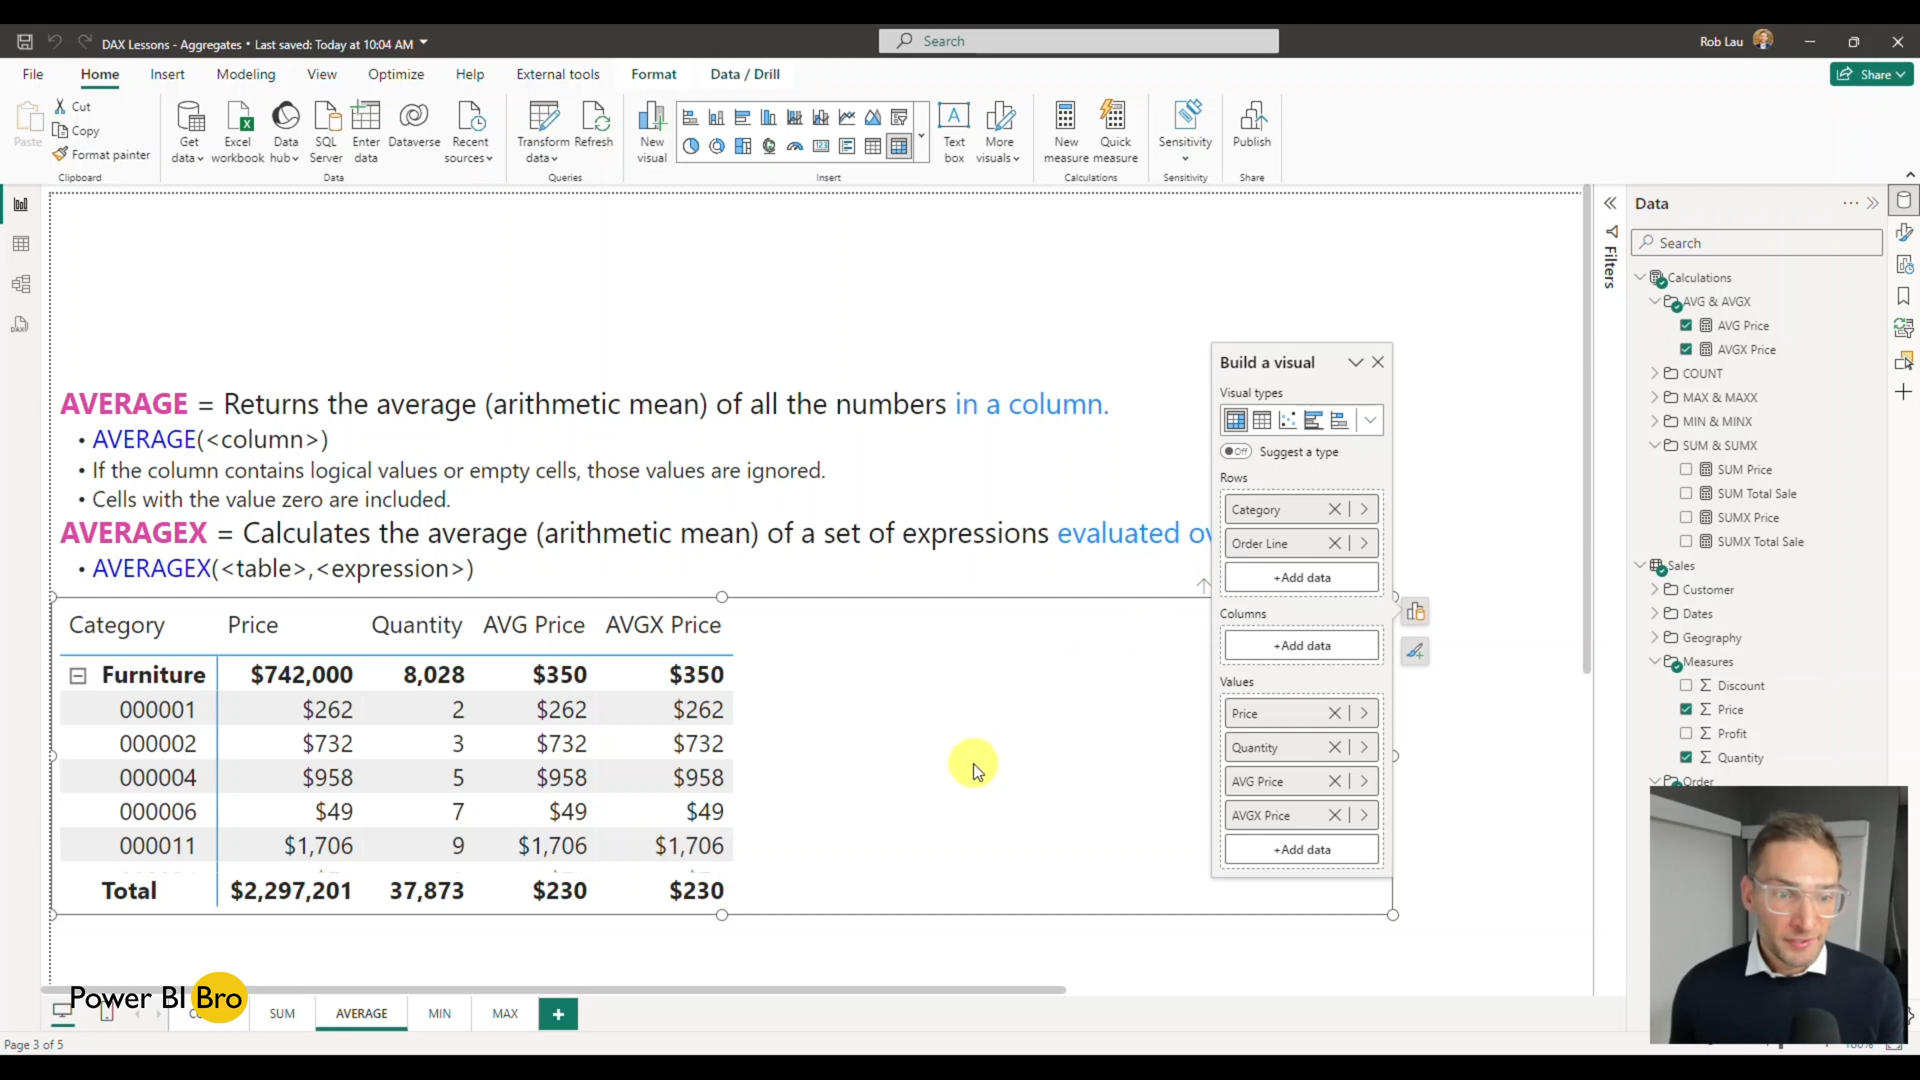 DAX Lessons - Aggregates • Last saved: Today at 10:04 AM
Search
Rob Lau
File Home Insert Modeling View Optimize Help External tools Format Data / Drill
Share
Paste
Cut
Copy
Format painter
Clipboard
Get data
Excel workbook
Data hub
SQL Server
Enter data
Dataverse
Recent sources
Data
Transform data
Refresh
Queries
New visual
Text box
More visuals
Insert
New measure
Quick measure
Calculations
Sensitivity
Sensitivity
Publish
Share
AVERAGE = Returns the average (arithmetic mean) of all the numbers in a column.
• AVERAGE(<column>)
• If the column contains logical values or empty cells, those values are ignored.
• Cells with the value zero are included.
AVERAGEX = Calculates the average (arithmetic mean) of a set of expressions evaluated
• AVERAGEX(<table>,<expression>)
Category Price Quantity AVG Price AVGX Price
Furniture $742,000 8,028 $350 $350
000001 $262 2 $262 $262
000002 $732 3 $732 $732
000004 $958 5 $958 $958
000006 $49 7 $49 $49
000011 $1,706 9 $1,706 $1,706
Total $2,297,201 37,873 $230 $230
Build a visual
Visual types
Off Suggest a type
Rows
Category
Order Line
+Add data
Columns
+Add data
Values
Price
Quantity
AVG Price
AVGX Price
+Add data
Filters
Data
Search
Calculations
AVG & AVGX
AVG Price
AVGX Price
COUNT
MAX & MAXX
MIN & MINX
SUM & SUMX
SUM Price
SUM Total Sale
SUMX Price
SUMX Total Sale
Sales
Customer
Dates
Geography
Measures
Discount
Price
Profit
Quantity
Order
Power BI Bro
SUM AVERAGE MIN MAX
Page 3 of 5